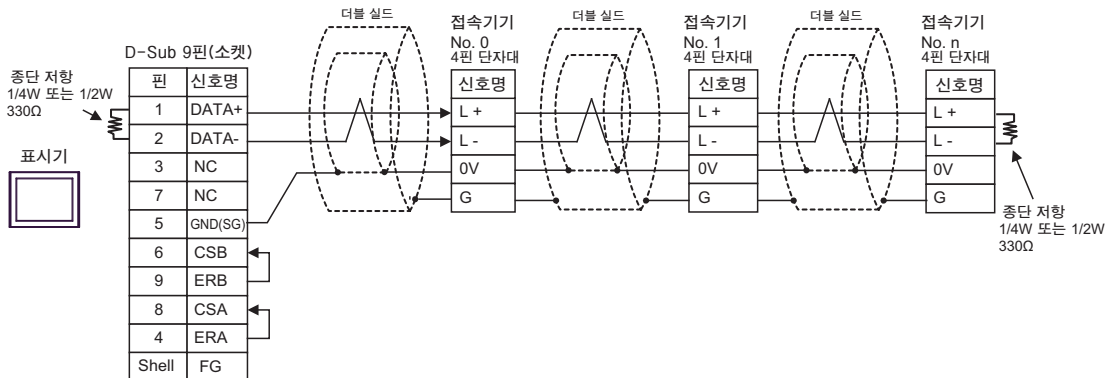 더블 실드
더블 실드
더블 실드
접속기기
No. 0
4핀 단자대
접속기기
No. 1
4핀 단자대
접속기기
No. n
4핀 단자대
D-Sub 9핀(소켓)
종단 저항
1/4W 또는 1/2W
330Ω
표시기
핀 신호명
1 DATA+
2 DATA-
3 NC
7 NC
5 GND(SG)
6 CSB
9 ERB
8 CSA
4 ERA
Shell FG
신호명
L +
L -
0V
G
신호명
L +
L -
0V
G
신호명
L +
L -
0V
G
종단 저항
1/4W 또는 1/2W
330Ω